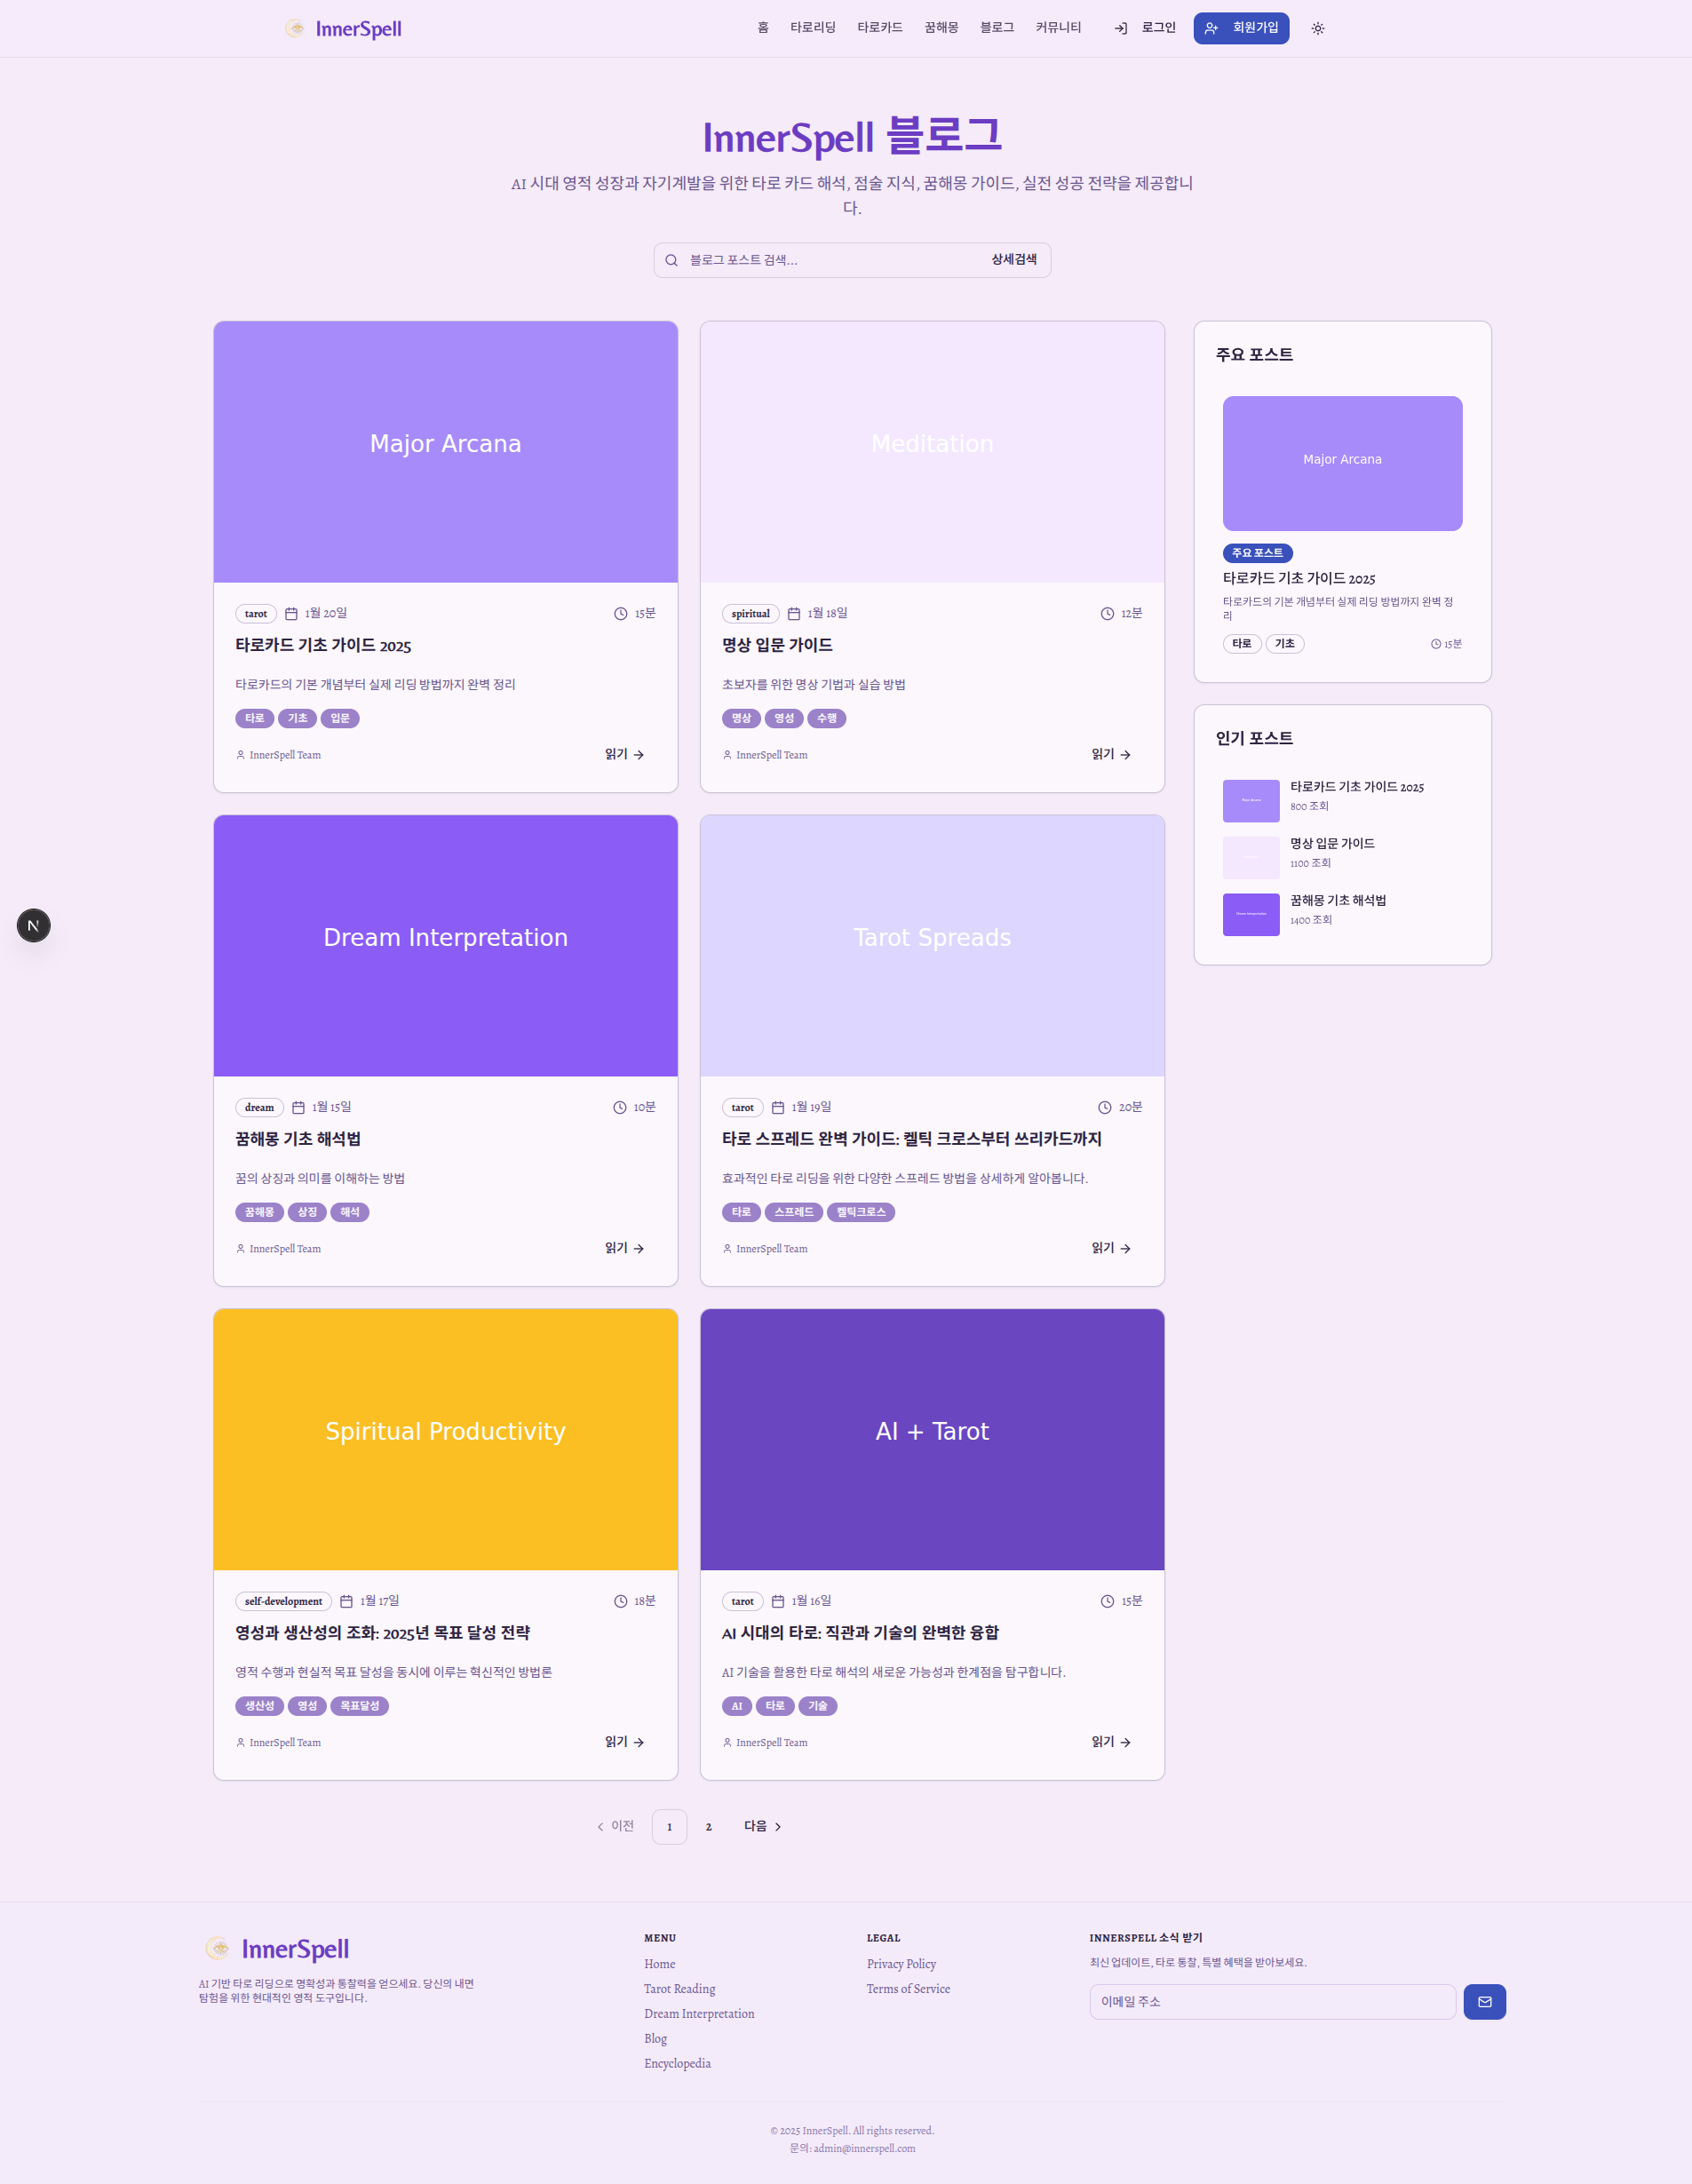 InnerSpell
홈 타로리딩 타로카드 꿈해몽 블로그 커뮤니티 로그인 회원가입
InnerSpell 블로그
AI 시대 영적 성장과 자기계발을 위한 타로 카드 해석, 점술 지식, 꿈해몽 가이드, 실전 성공 전략을 제공합니
다.
블로그 포스트 검색... 상세검색
Major Arcana
tarot 1월 20일 15분
타로카드 기초 가이드 2025
타로카드의 기본 개념부터 실제 리딩 방법까지 완벽 정리
타로 기초 입문
InnerSpell Team 읽기
Meditation
spiritual 1월 18일 12분
명상 입문 가이드
초보자를 위한 명상 기법과 실습 방법
명상 영성 수행
InnerSpell Team 읽기
Dream Interpretation
dream 1월 15일 10분
꿈해몽 기초 해석법
꿈의 상징과 의미를 이해하는 방법
꿈해몽 상징 해석
InnerSpell Team 읽기
Tarot Spreads
tarot 1월 19일 20분
타로 스프레드 완벽 가이드: 켈틱 크로스부터 쓰리카드까지
효과적인 타로 리딩을 위한 다양한 스프레드 방법을 상세하게 알아봅니다.
타로 스프레드 켈틱크로스
InnerSpell Team 읽기
Spiritual Productivity
self-development 1월 17일 18분
영성과 생산성의 조화: 2025년 목표 달성 전략
영적 수행과 현실적 목표 달성을 동시에 이루는 혁신적인 방법론
생산성 영성 목표달성
InnerSpell Team 읽기
AI + Tarot
tarot 1월 16일 15분
AI 시대의 타로: 직관과 기술의 완벽한 융합
AI 기술을 활용한 타로 해석의 새로운 가능성과 한계점을 탐구합니다.
AI 타로 기술
InnerSpell Team 읽기
이전 1 2 다음
주요 포스트
Major Arcana
주요 포스트
타로카드 기초 가이드 2025
타로카드의 기본 개념부터 실제 리딩 방법까지 완벽 정
리
타로 기초 15분
인기 포스트
Major Arcana
타로카드 기초 가이드 2025
800 조회
명상 입문 가이드
1100 조회
Dream Interpretation
꿈해몽 기초 해석법
1400 조회
N
InnerSpell
AI 기반 타로 리딩으로 명확성과 통찰력을 얻으세요. 당신의 내면
탐험을 위한 현대적인 영적 도구입니다.
MENU
Home
Tarot Reading
Dream Interpretation
Blog
Encyclopedia
LEGAL
Privacy Policy
Terms of Service
INNERSPELL 소식 받기
최신 업데이트, 타로 통찰, 특별 혜택을 받아보세요.
이메일 주소
© 2025 InnerSpell. All rights reserved.
문의: admin@innerspell.com